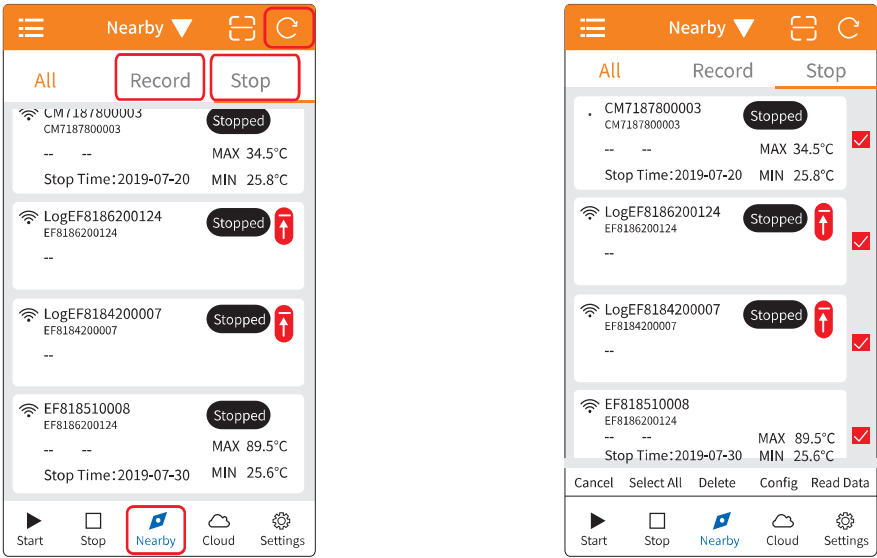 Nearby
All Record Stop
CM7187800003 Stopped
CM7187800003
-- -- MAX 34.5°C
Stop Time:2019-07-20 MIN 25.8°C
LogEF8186200124 Stopped
EF8186200124
--
LogEF8184200007 Stopped
EF8184200007
--
EF818510008 Stopped
EF8186200124
-- -- MAX 89.5°C
Stop Time:2019-07-30 MIN 25.6°C
Start Stop Nearby Cloud Settings
Nearby
All Record Stop
CM7187800003 Stopped
CM7187800003
-- -- MAX 34.5°C
Stop Time:2019-07-20 MIN 25.8°C
LogEF8186200124 Stopped
EF8186200124
--
LogEF8184200007 Stopped
EF8184200007
--
EF818510008
EF8186200124
-- -- MAX 89.5°C
Stop Time:2019-07-30 MIN 25.6°C
Cancel Select All Delete Config Read Data
Start Stop Nearby Cloud Settings